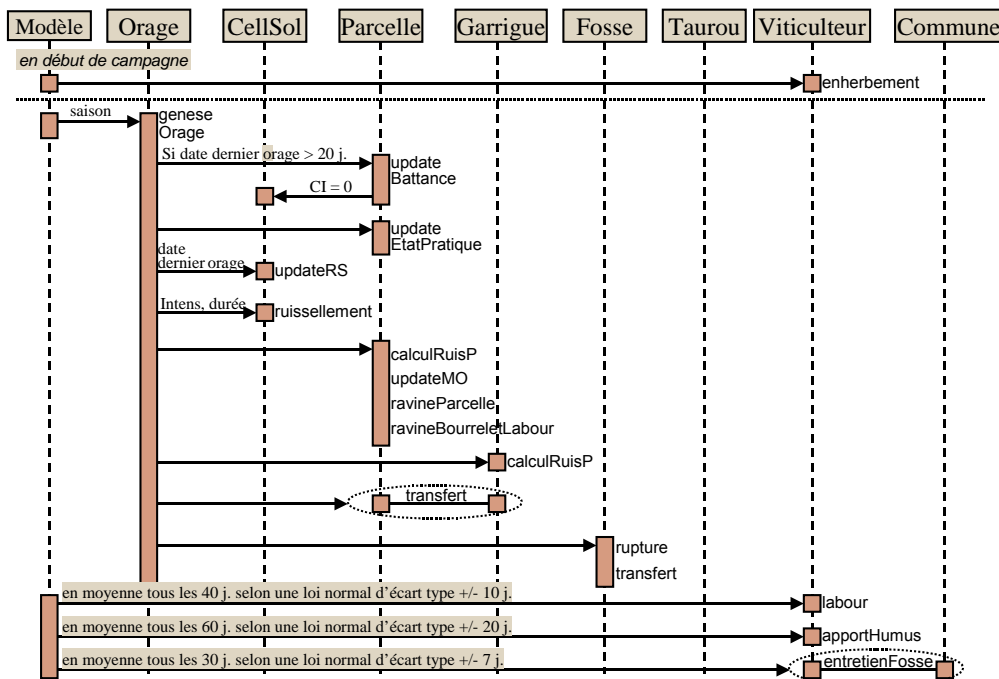 Modèle Orage CellSol Parcelle Garrigue Fosse Taurou Viticulteur Commune
en début de campagne
enherbement
saison
genese
Orage
Si date dernier orage > 20 j.
update
Battance
CI = 0
update
EtatPratique
date
dernier orage
updateRS
Intens, durée
ruissellement
calculRuisP
updateMO
ravineParcelle
ravineBourreletLabour
calculRuisP
transfert
rupture
transfert
en moyenne tous les 40 j. selon une loi normal d'écart type +/- 10 j.
labour
en moyenne tous les 60 j. selon une loi normal d'écart type +/- 20 j.
apportHumus
en moyenne tous les 30 j. selon une loi normal d'écart type +/- 7 j.
entretienFosse